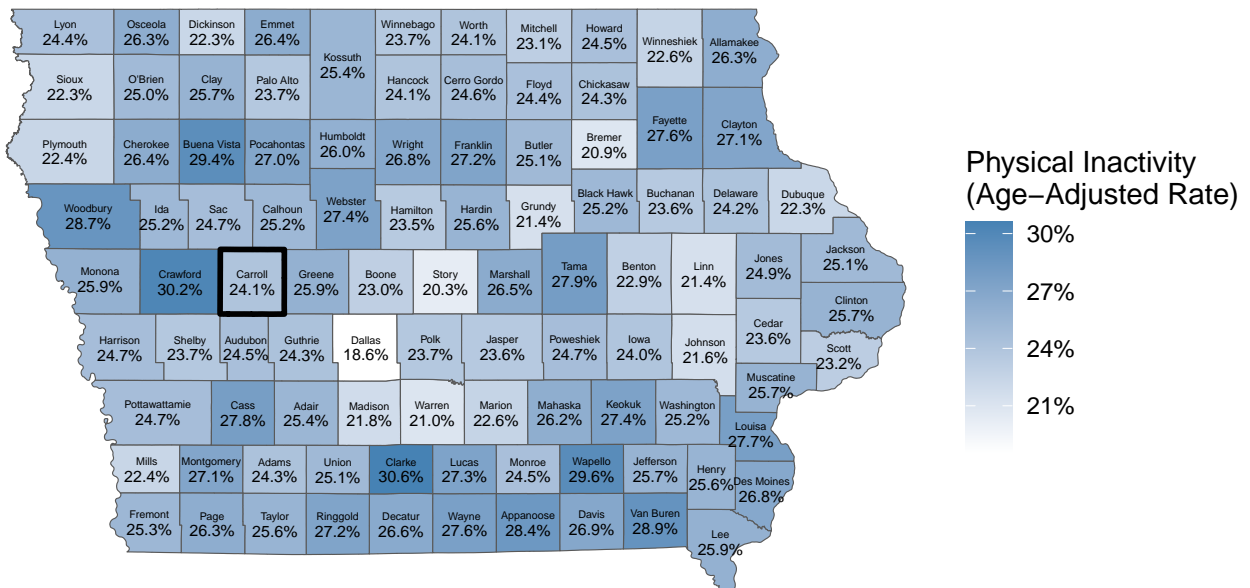 Lyon
24.4%
Osceola
26.3%
Dickinson
22.3%
Emmet
26.4%
Kossuth
25.4%
Winnebago
23.7%
Worth
24.1%
Mitchell
23.1%
Howard
24.5%
Winneshiek
22.6%
Allamakee
26.3%
Sioux
22.3%
O'Brien
25.0%
Clay
25.7%
Palo Alto
23.7%
Hancock
24.1%
Cerro Gordo
24.6%
Floyd
24.4%
Chickasaw
24.3%
Plymouth
22.4%
Cherokee
26.4%
Buena Vista
29.4%
Pocahontas
27.0%
Humboldt
26.0%
Wright
26.8%
Franklin
27.2%
Butler
25.1%
Bremer
20.9%
Fayette
27.6%
Clayton
27.1%
Woodbury
28.7%
Ida
25.2%
Sac
24.7%
Calhoun
25.2%
Webster
27.4%
Hamilton
23.5%
Hardin
25.6%
Grundy
21.4%
Black Hawk
25.2%
Buchanan
23.6%
Delaware
24.2%
Dubuque
22.3%
Monona
25.9%
Crawford
30.2%
Carroll
24.1%
Greene
25.9%
Boone
23.0%
Story
20.3%
Marshall
26.5%
Tama
27.9%
Benton
22.9%
Linn
21.4%
Jones
24.9%
Jackson
25.1%
Clinton
25.7%
Harrison
24.7%
Shelby
23.7%
Audubon
24.5%
Guthrie
24.3%
Dallas
18.6%
Polk
23.7%
Jasper
23.6%
Poweshiek
24.7%
Iowa
24.0%
Johnson
21.6%
Cedar
23.6%
Scott
23.2%
Muscatine
25.7%
Pottawattamie
24.7%
Cass
27.8%
Adair
25.4%
Madison
21.8%
Warren
21.0%
Marion
22.6%
Mahaska
26.2%
Keokuk
27.4%
Washington
25.2%
Louisa
27.7%
Mills
22.4%
Montgomery
27.1%
Adams
24.3%
Union
25.1%
Clarke
30.6%
Lucas
27.3%
Monroe
24.5%
Wapello
29.6%
Jefferson
25.7%
Henry
25.6%
Des Moines
26.8%
Fremont
25.3%
Page
26.3%
Taylor
25.6%
Ringgold
27.2%
Decatur
26.6%
Wayne
27.6%
Appanoose
28.4%
Davis
26.9%
Van Buren
28.9%
Lee
25.9%
Physical Inactivity
(Age−Adjusted Rate)
30%
27%
24%
21%